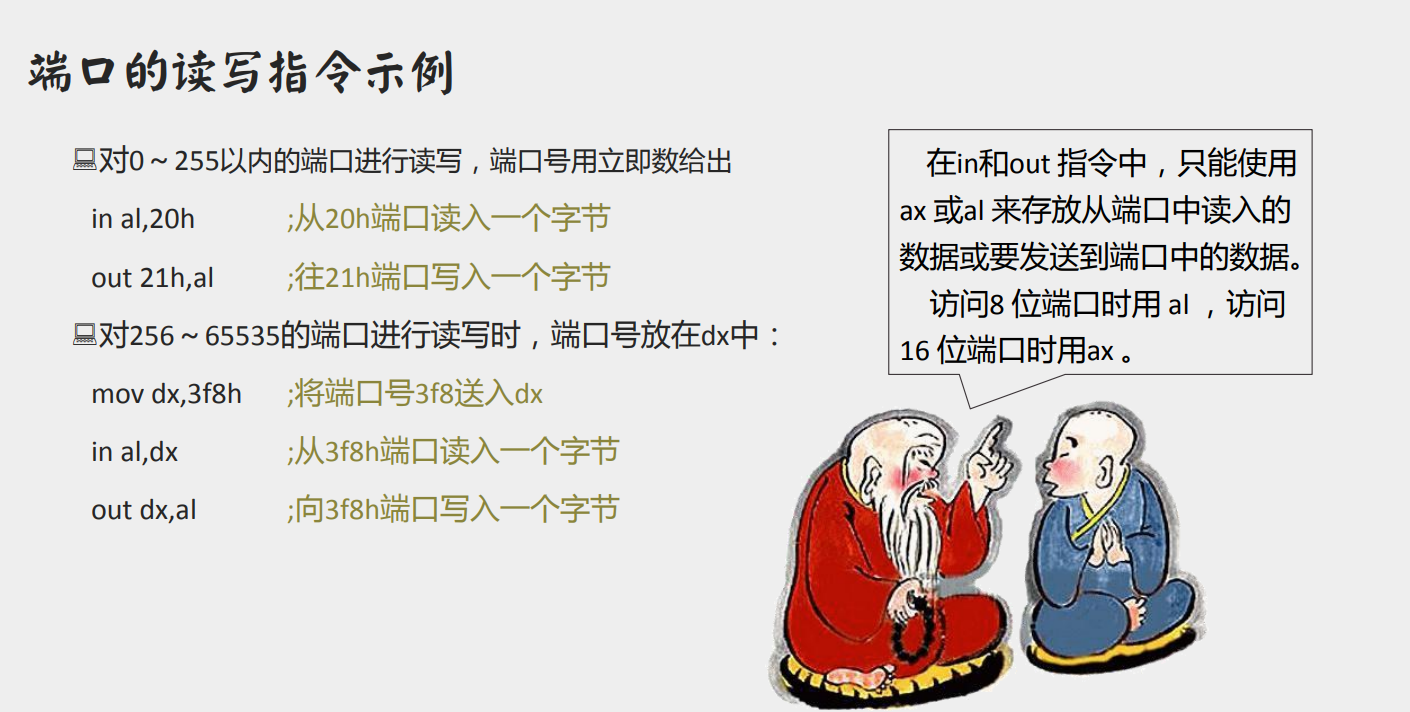 端口的读写指令示例
对0～255以内的端口进行读写，端口号用立即数给出
in al,20h ;从20h端口读入一个字节
out 21h,al ;往21h端口写入一个字节
对256～65535的端口进行读写时，端口号放在dx中：
mov dx,3f8h ;将端口号3f8送入dx
in al,dx ;从3f8h端口读入一个字节
out dx,al ;向3f8h端口写入一个字节
在in和out 指令中，只能使用
ax 或al 来存放从端口中读入的
数据或要发送到端口中的数据。
访问8 位端口时用 al ，访问
16 位端口时用ax 。